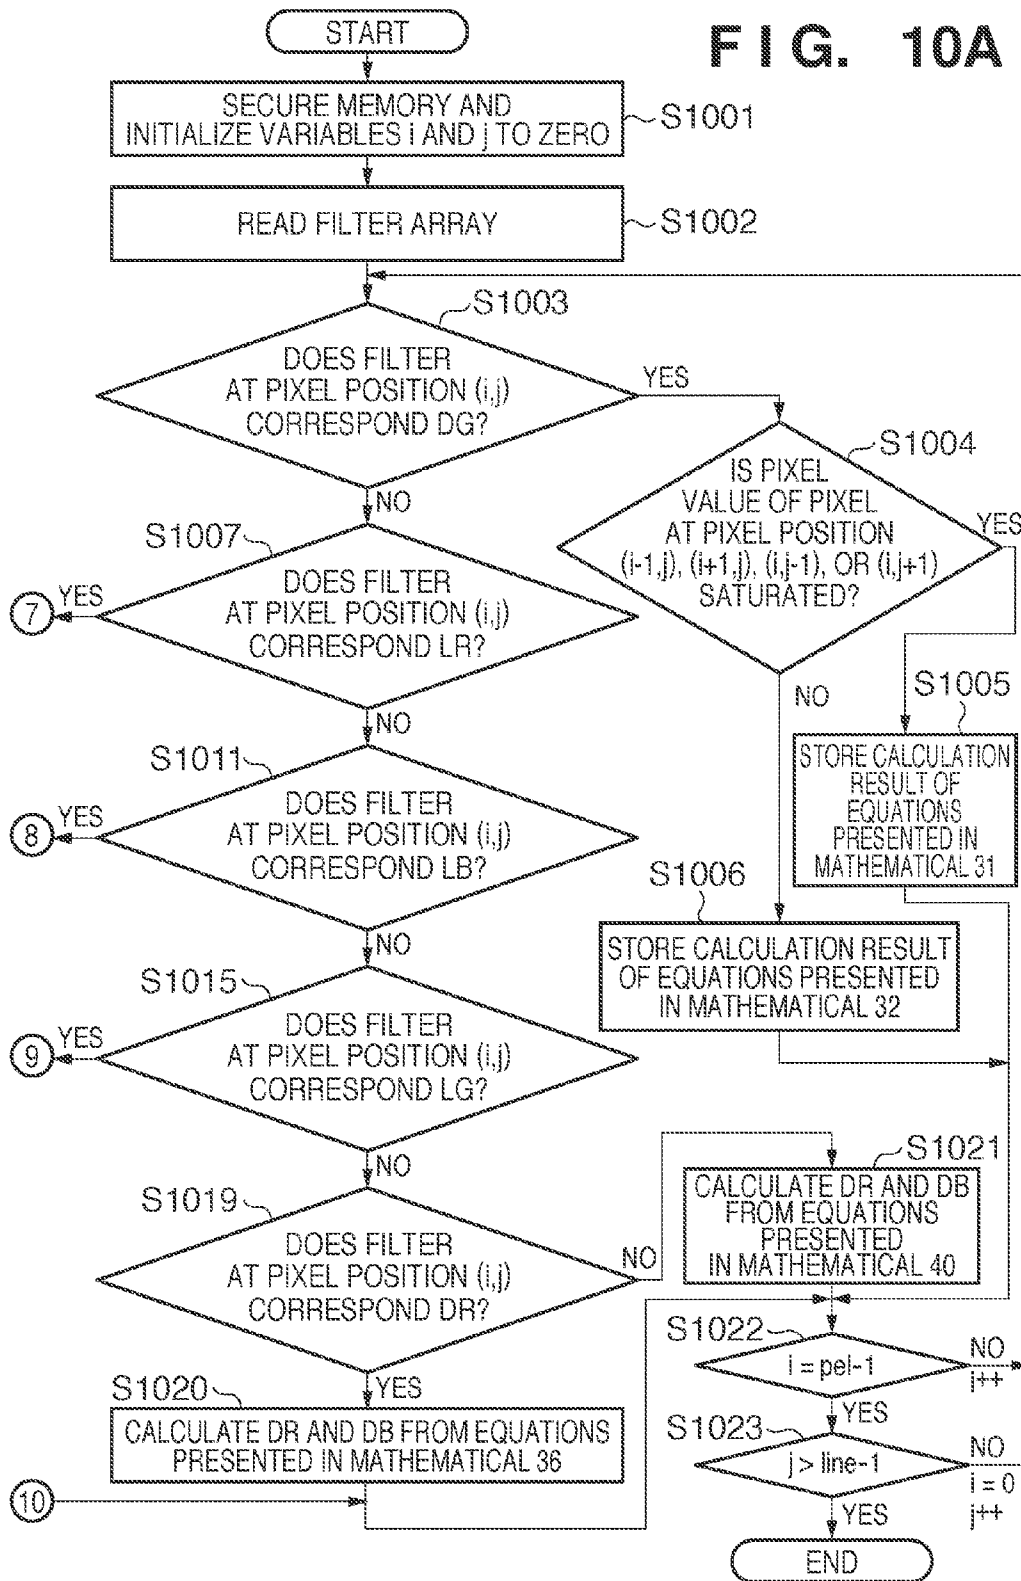 FIG. 10A
START
SECURE MEMORY AND
INITIALIZE VARIABLES i AND j TO ZERO
S1001
READ FILTER ARRAY
S1002
S1003
DOES FILTER
AT PIXEL POSITION (i,j)
CORRESPOND DG?
YES
NO
S1004
IS PIXEL
VALUE OF PIXEL
AT PIXEL POSITION
(i-1,j), (i+1,j), (i,j-1), OR (i,j+1)
SATURATED?
YES
NO
S1007
DOES FILTER
AT PIXEL POSITION (i,j)
CORRESPOND LR?
YES
7
NO
S1005
STORE CALCULATION
RESULT OF
EQUATIONS
PRESENTED IN
MATHEMATICAL 31
S1011
DOES FILTER
AT PIXEL POSITION (i,j)
CORRESPOND LB?
YES
8
NO
S1006
STORE CALCULATION RESULT
OF EQUATIONS PRESENTED
IN MATHEMATICAL 32
S1015
DOES FILTER
AT PIXEL POSITION (i,j)
CORRESPOND LG?
YES
9
NO
S1019
DOES FILTER
AT PIXEL POSITION (i,j)
CORRESPOND DR?
NO
YES
S1021
CALCULATE DR AND DB
FROM EQUATIONS
PRESENTED
IN MATHEMATICAL 40
S1020
CALCULATE DR AND DB FROM EQUATIONS
PRESENTED IN MATHEMATICAL 36
10
S1022
i = pel-1
NO
j++
YES
S1023
j > line-1
NO
i = 0
j++
YES
END